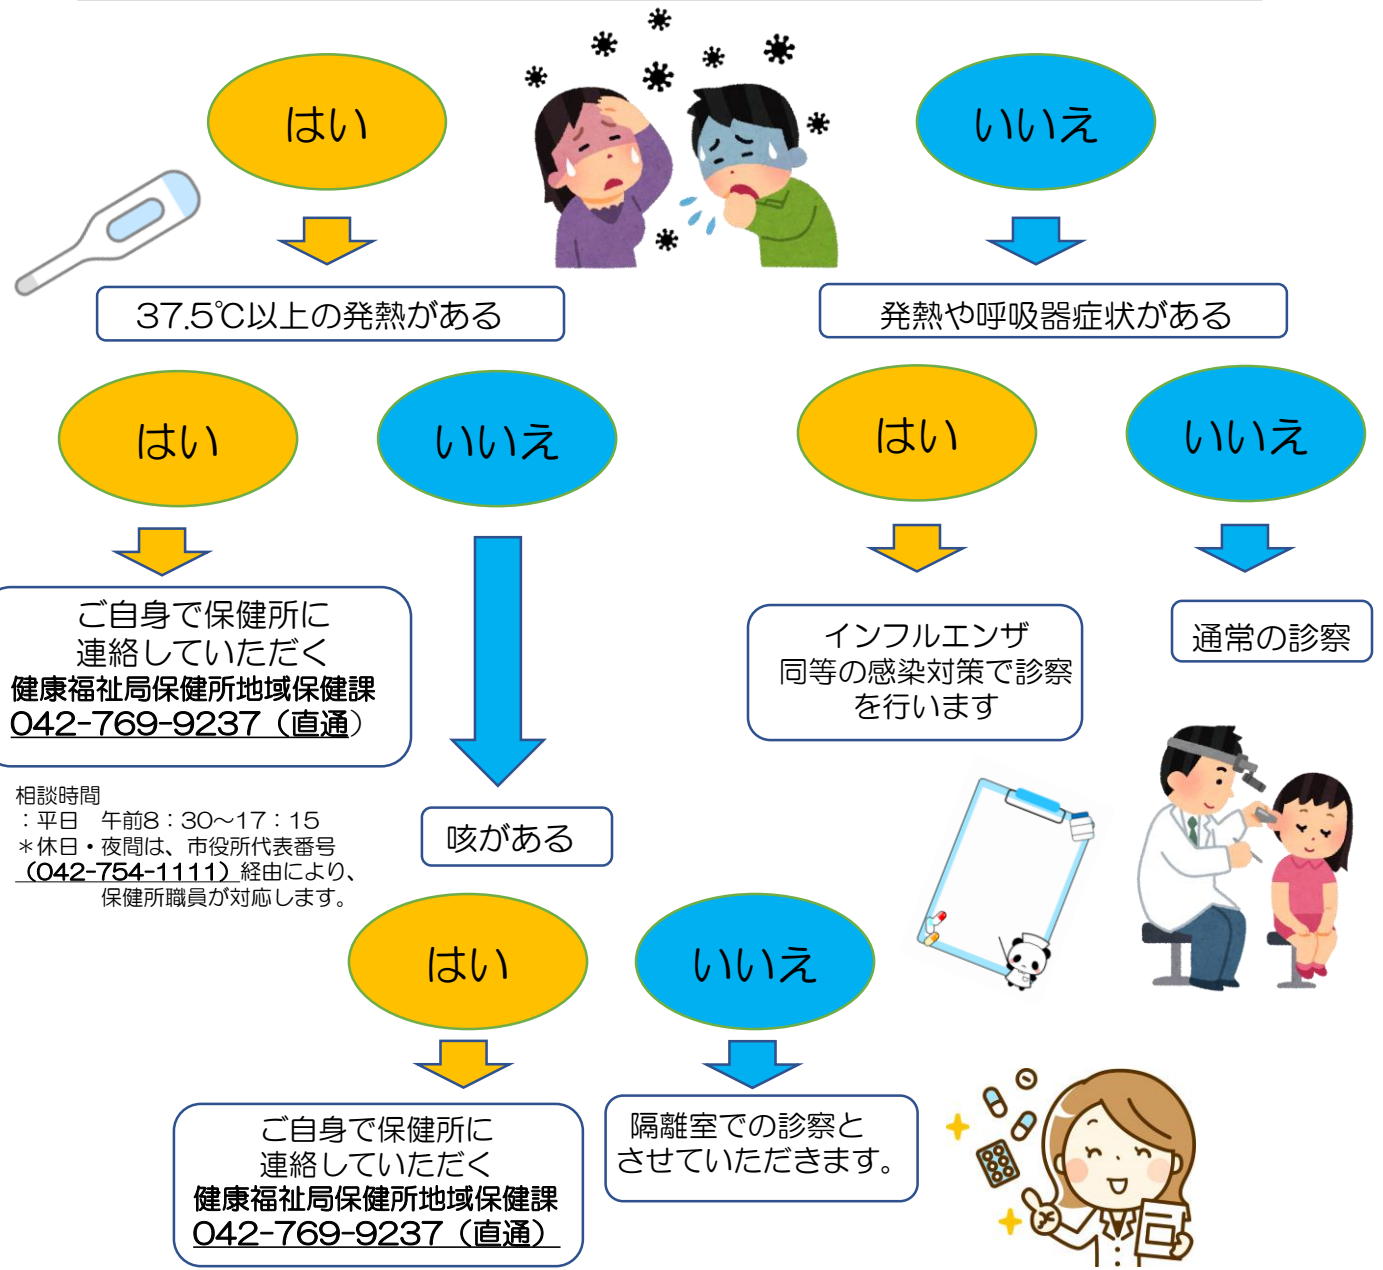 はい
いいえ
37.5℃以上の発熱がある
発熱や呼吸器症状がある
はい
いいえ
はい
いいえ
ご自身で保健所に
連絡していただく
健康福祉局保健所地域保健課
042-769-9237（直通）
インフルエンザ
同等の感染対策で診察
を行います
通常の診察
相談時間
：平日　午前8：30～17：15
＊休日・夜間は、市役所代表番号
（042-754-1111）経由により、
保健所職員が対応します。
咳がある
はい
いいえ
ご自身で保健所に
連絡していただく
健康福祉局保健所地域保健課
042-769-9237（直通）
隔離室での診察と
させていただきます。